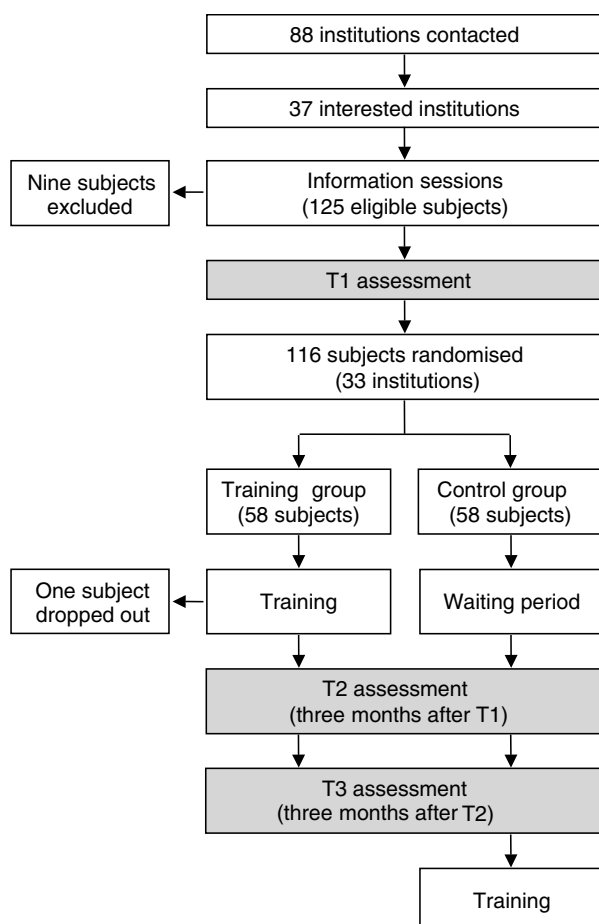 88 institutions contacted
37 interested institutions
Nine subjects
excluded
Information sessions
(125 eligible subjects)
T1 assessment
116 subjects randomised
(33 institutions)
Training group
(58 subjects)
Control group
(58 subjects)
One subject
dropped out
Training
Waiting period
T2 assessment
(three months after T1)
T3 assessment
(three months after T2)
Training